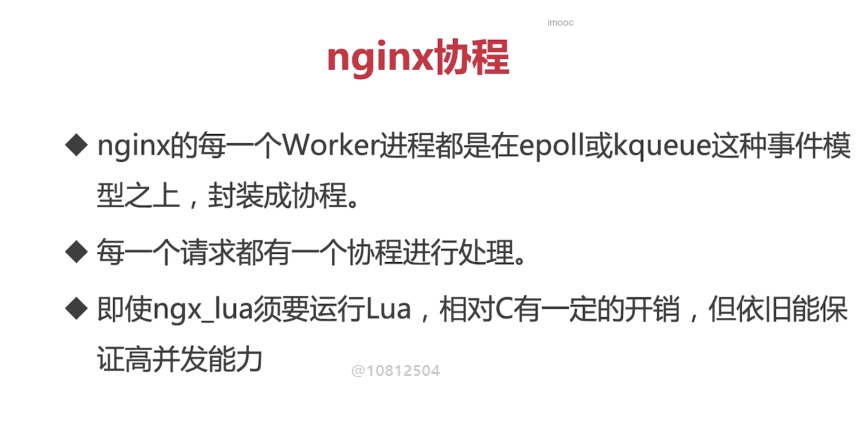 imooc
nginx协程
◆ nginx的每一个Worker进程都是在epoll或kqueue这种事件模
型之上，封装成协程。
◆ 每一个请求都有一个协程进行处理。
◆ 即使ngx_lua须要运行Lua，相对C有一定的开销，但依旧能保
证高并发能力
@10812504